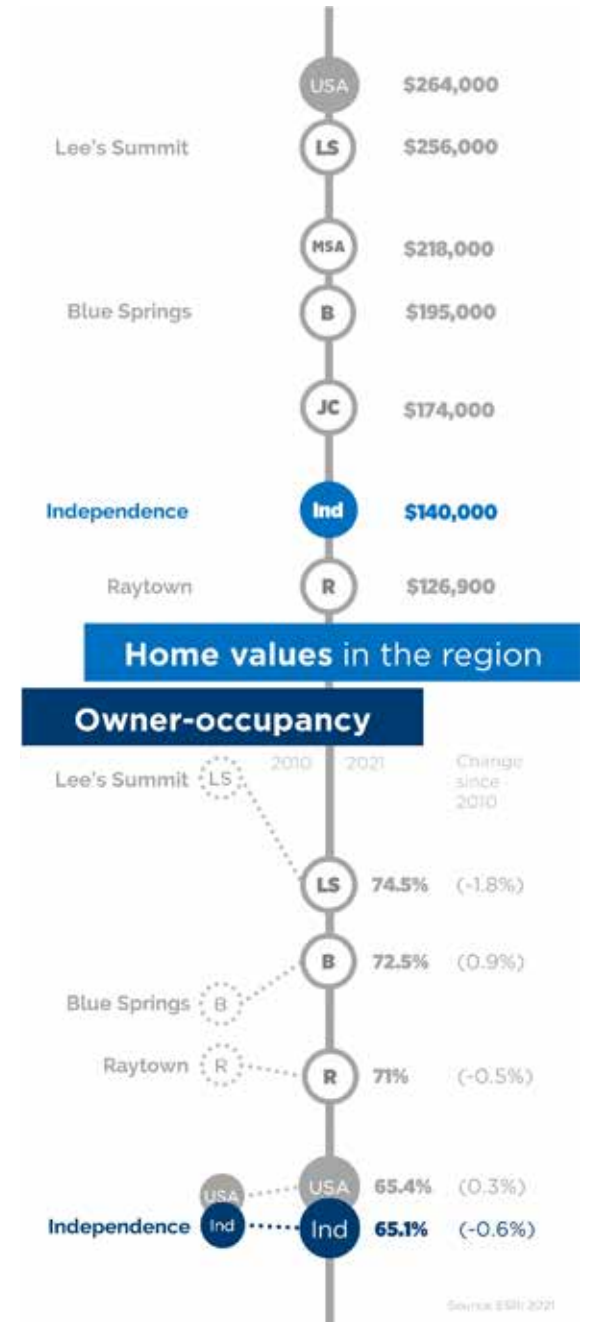 USA $264,000
Lee's Summit LS $256,000
MSA $218,000
Blue Springs B $195,000
JC $174,000
Independence Ind $140,000
Raytown R $126,900
Home values in the region
Owner-occupancy
2010 2021 Change
since
2010
Lee's Summit LS
LS 74.5% (-1.8%)
B 72.5% (0.9%)
Blue Springs B
Raytown R
R 71% (-0.5%)
USA USA 65.4% (0.3%)
Independence Ind Ind 65.1% (-0.6%)
Source: ESRI 2021